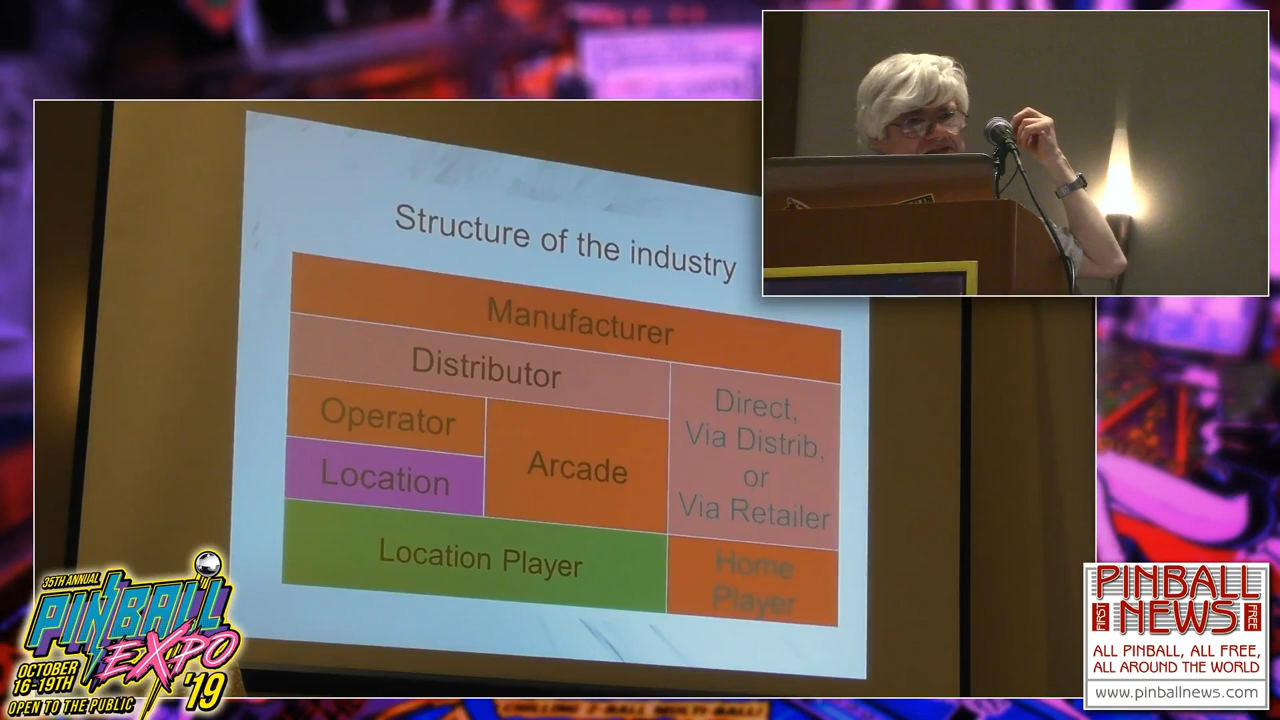 Structure of the industry
Manufacturer
Distributor
Direct,
Via Distrib,
or
Via Retailer
Operator
Arcade
Location
Location Player
Home
Player
35TH ANNUAL
PINBALL
EXPO
OCTOBER
16-19TH
'19
OPEN TO THE PUBLIC
PINBALL
FIRST NEWS FREE
ALL PINBALL, ALL FREE,
ALL AROUND THE WORLD
www.pinballnews.com